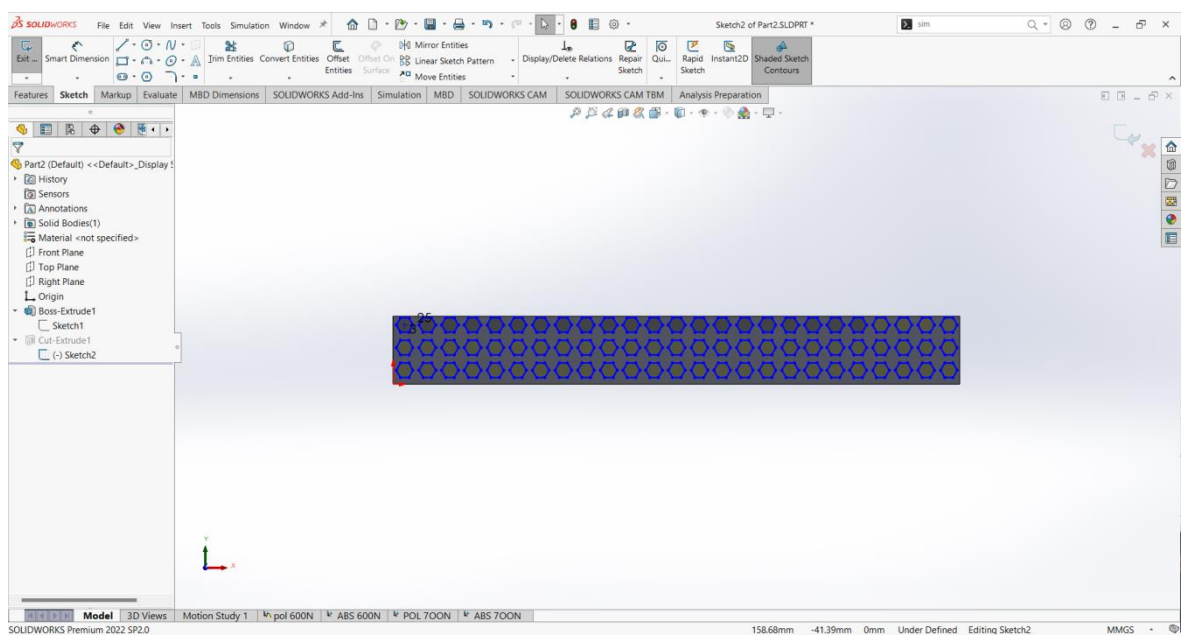 SOLIDWORKS File Edit View Insert Tools Simulation Window Sketch2 of Part2.SLDPRT * sim
Exit ... Smart Dimension Trim Entities Convert Entities Offset Entities Offset On Surface Mirror Entities Display/Delete Relations Repair Sketch Qui... Rapid Sketch Instant2D Shaded Sketch Contours
Linear Sketch Pattern
Move Entities
Features Sketch Markup Evaluate MBD Dimensions SOLIDWORKS Add-Ins Simulation MBD SOLIDWORKS CAM SOLIDWORKS CAM TBM Analysis Preparation
Part2 (Default) <<Default>_Display S
History
Sensors
Annotations
Solid Bodies(1)
Material <not specified>
Front Plane
Top Plane
Right Plane
Origin
Boss-Extrude1
Sketch1
Cut-Extrude1
(-) Sketch2
25
3
Y
X
Model 3D Views Motion Study 1 pol 600N ABS 600N POL 7OON ABS 7OON
SOLIDWORKS Premium 2022 SP2.0 158.68mm -41.39mm 0mm Under Defined Editing Sketch2 MMGS